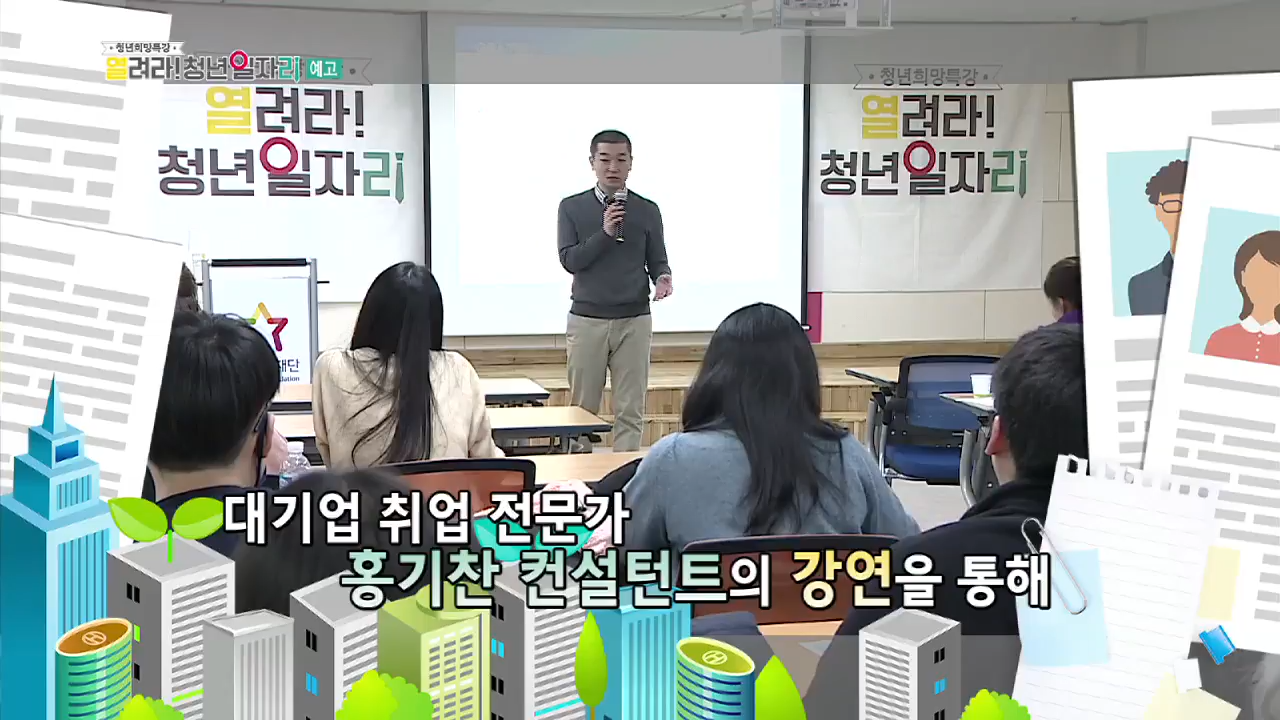 청년희망특강
열려라! 청년일자리 예고
열려라!
청년일자리
청년희망특강
열려라!
청년일자리
재단
dation
대기업 취업 전문가
홍기찬 컨설턴트의 강연을 통해